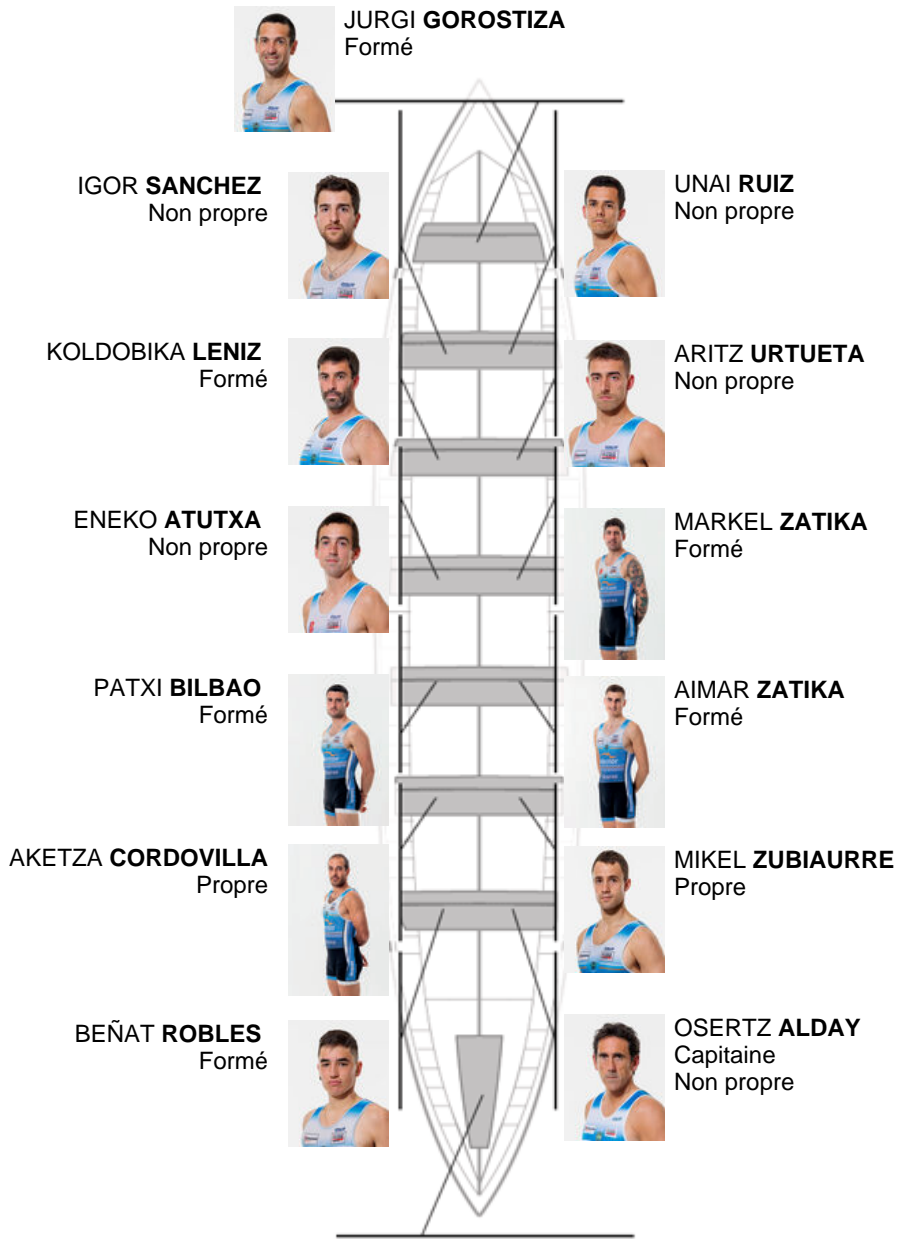 JURGI GOROSTIZA
Formé
IGOR SANCHEZ
Non propre
UNAI RUIZ
Non propre
KOLDOBIKA LENIZ
Formé
ARITZ URTUETA
Non propre
ENEKO ATUTXA
Non propre
MARKEL ZATIKA
Formé
PATXI BILBAO
Formé
AIMAR ZATIKA
Formé
AKETZA CORDOVILLA
Propre
MIKEL ZUBIAURRE
Propre
BEÑAT ROBLES
Formé
OSERTZ ALDAY
Capitaine
Non propre